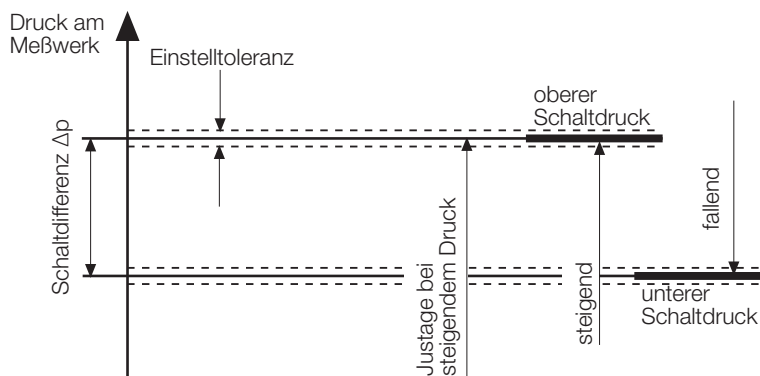 Druck am
Meßwerk
Einstelltoleranz
oberer
Schaltdruck
Schaltdifferenz Δp
Justage bei
steigendem Druck
steigend
fallend
unterer
Schaltdruck